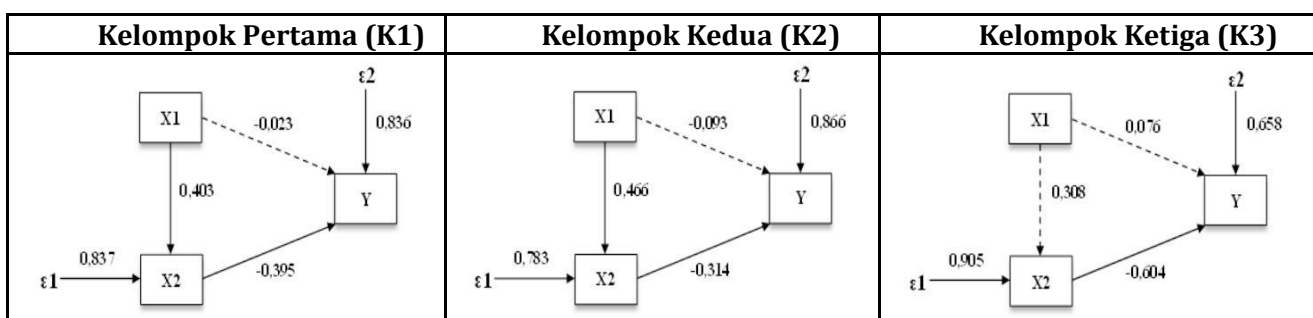 Kelompok Pertama (K1)
Kelompok Kedua (K2)
Kelompok Ketiga (K3)
ε2
X1
-0,023
0,836
0,403
Y
0,837
ε1
X2
-0,395
ε2
X1
-0,093
0,866
0,466
Y
0,783
ε1
X2
-0,314
ε2
X1
0,076
0,658
0,308
Y
0,905
ε1
X2
-0,604